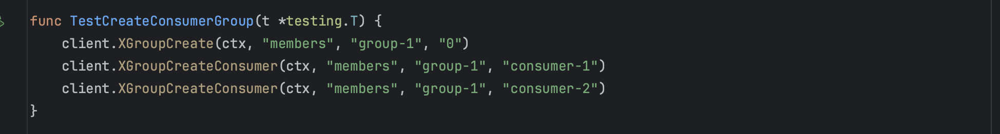 func TestCreateConsumerGroup(t *testing.T) {
    client.XGroupCreate(ctx, "members", "group-1", "0")
    client.XGroupCreateConsumer(ctx, "members", "group-1", "consumer-1")
    client.XGroupCreateConsumer(ctx, "members", "group-1", "consumer-2")
}